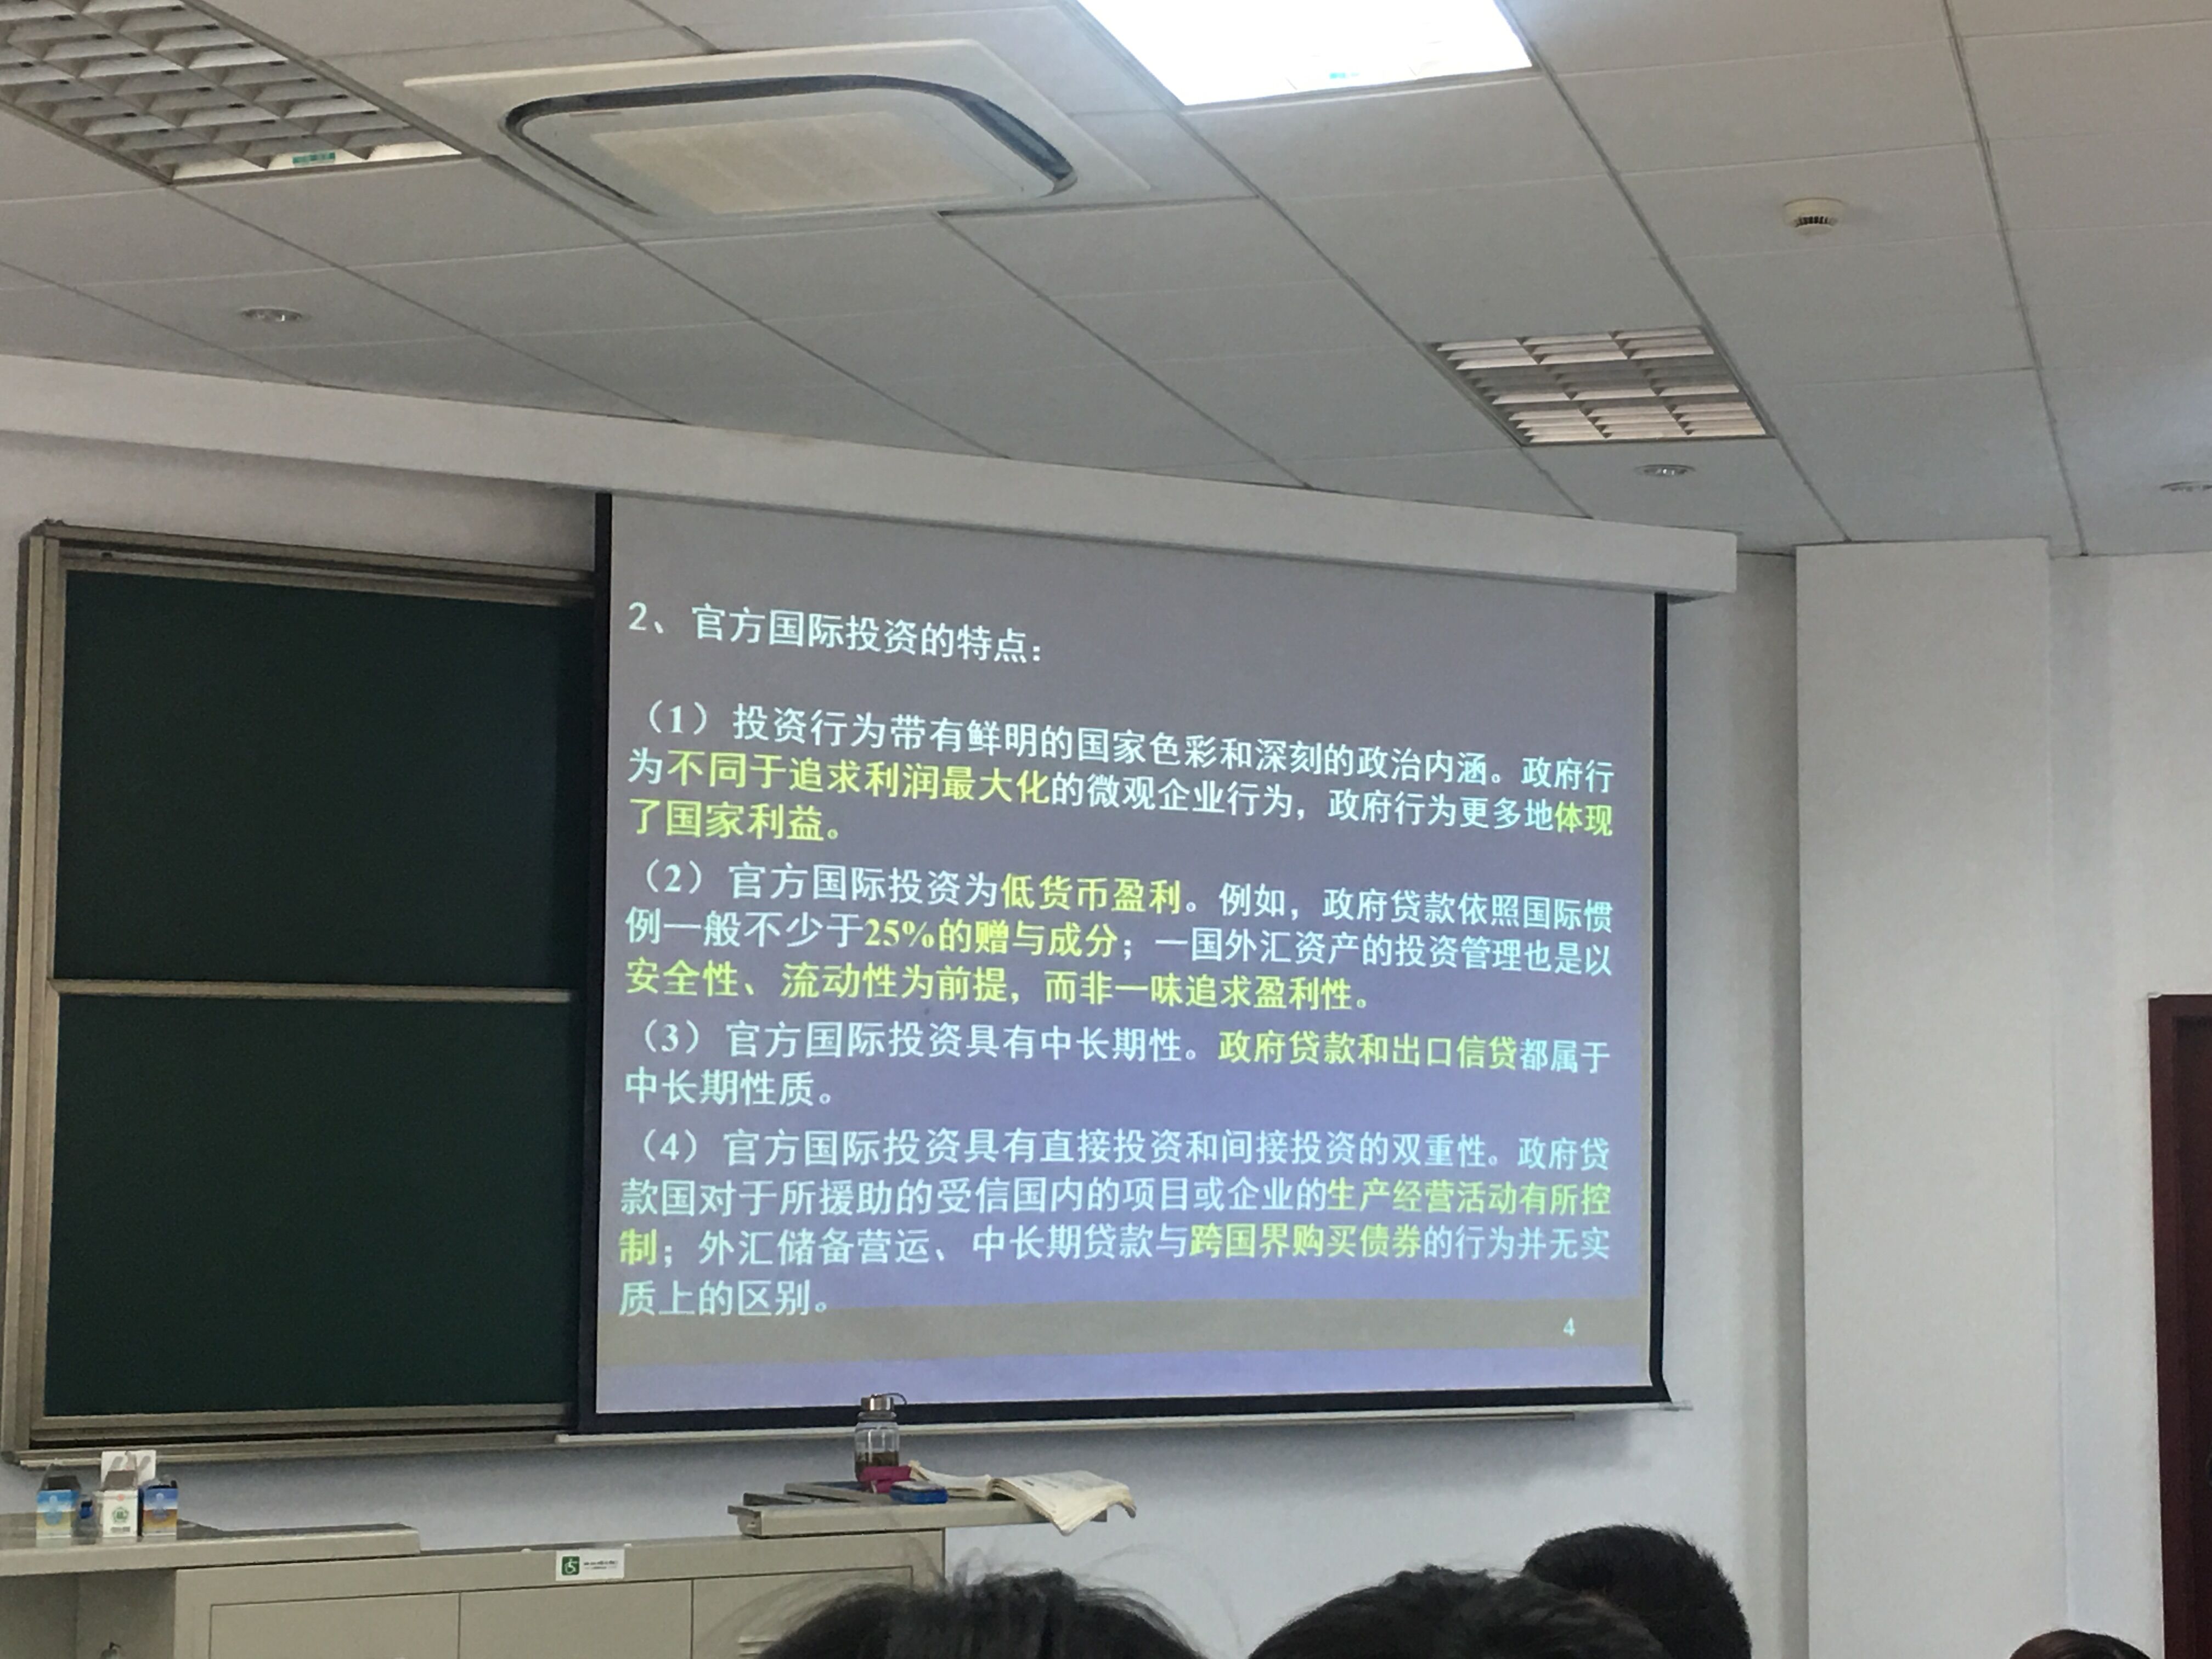 2、官方国际投资的特点：
（1）投资行为带有鲜明的国家色彩和深刻的政治内涵。政府行
为不同于追求利润最大化的微观企业行为，政府行为更多地体现
了国家利益。
（2）官方国际投资为低货币盈利。例如，政府贷款依照国际惯
例一般不少于25%的赠与成分；一国外汇资产的投资管理也是以
安全性、流动性为前提，而非一味追求盈利性。
（3）官方国际投资具有中长期性。政府贷款和出口信贷都属于
中长期性质。
（4）官方国际投资具有直接投资和间接投资的双重性。政府贷
款国对于所援助的受信国内的项目或企业的生产经营活动有所控
制；外汇储备营运、中长期贷款与跨国界购买债券的行为并无实
质上的区别。
4